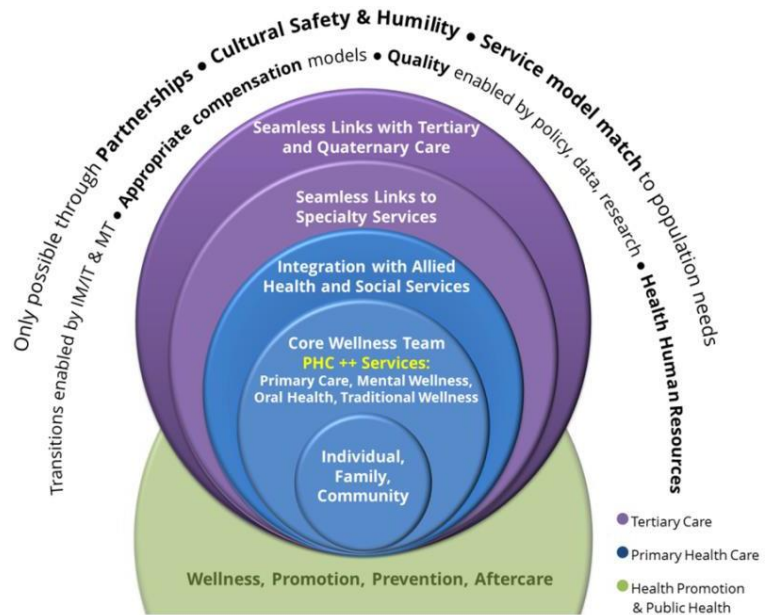 Only possible through Partnerships ● Cultural Safety & Humility ● Service model match to population needs
Transitions enabled by IM/IT & MT ● Appropriate compensation models ● Quality enabled by policy, data, research ● Health Human Resources
Seamless Links with Tertiary
and Quaternary Care
Seamless Links to
Specialty Services
Integration with Allied
Health and Social Services
Core Wellness Team
PHC ++ Services:
Primary Care, Mental Wellness,
Oral Health, Traditional Wellness
Individual,
Family,
Community
Wellness, Promotion, Prevention, Aftercare
Tertiary Care
Primary Health Care
Health Promotion
& Public Health